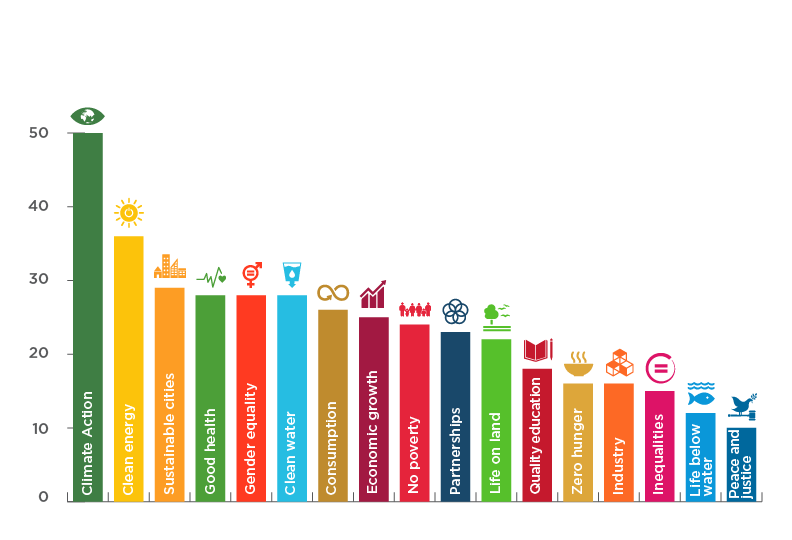 50
40
30
20
10
0
Climate Action
Clean energy
Sustainable cities
Good health
Gender equality
Clean water
Consumption
Economic growth
No poverty
Partnerships
Life on land
Quality education
Zero hunger
Industry
Inequalities
Life below
water
Peace and
justice